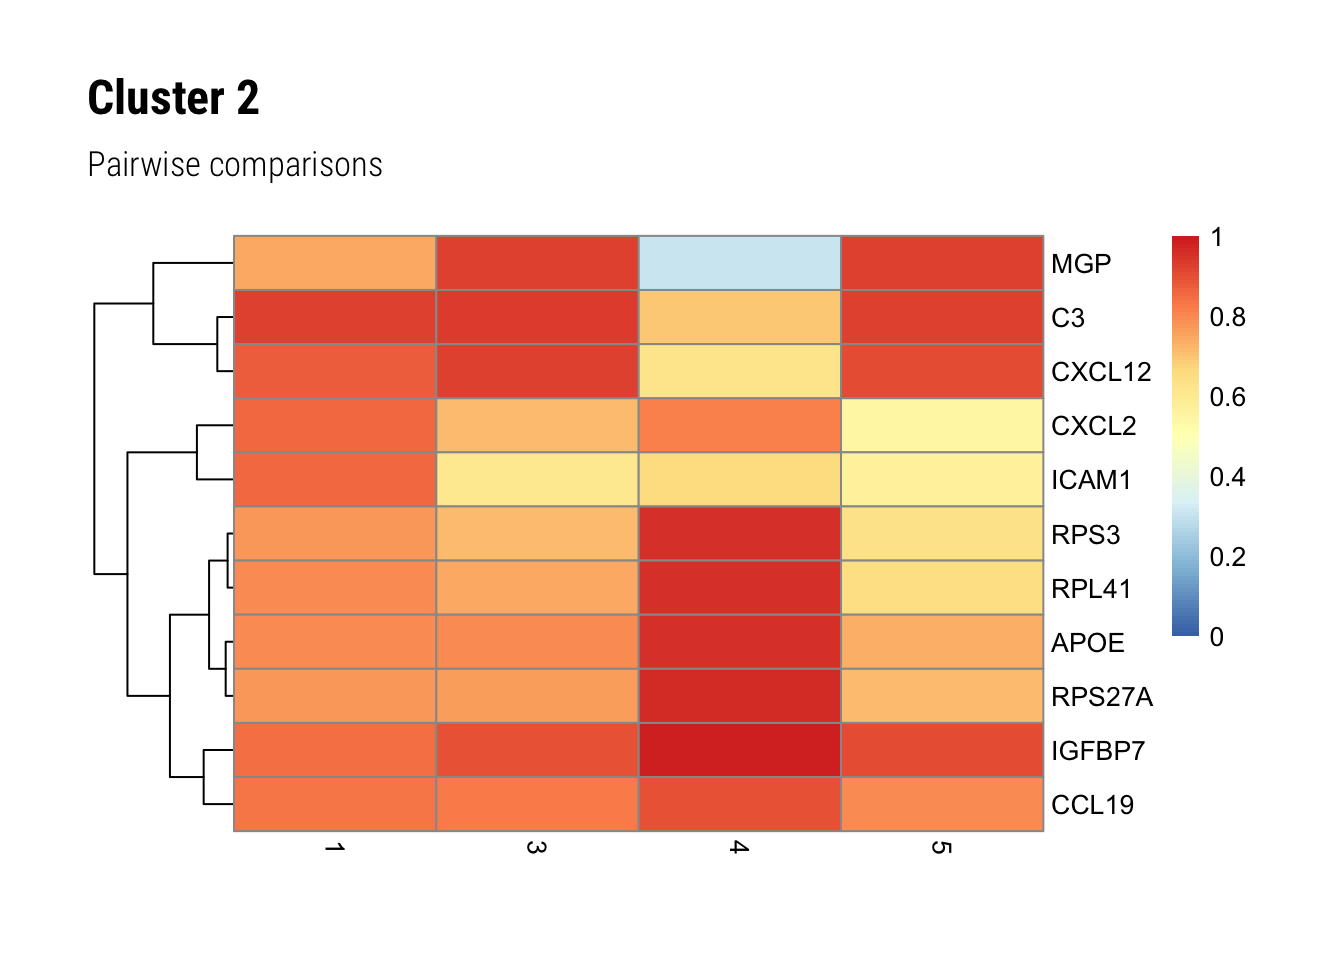 Cluster 2
Pairwise comparisons
MGP
C3
CXCL12
CXCL2
ICAM1
RPS3
RPL41
APOE
RPS27A
IGFBP7
CCL19
1
3
4
5
1
0.8
0.6
0.4
0.2
0